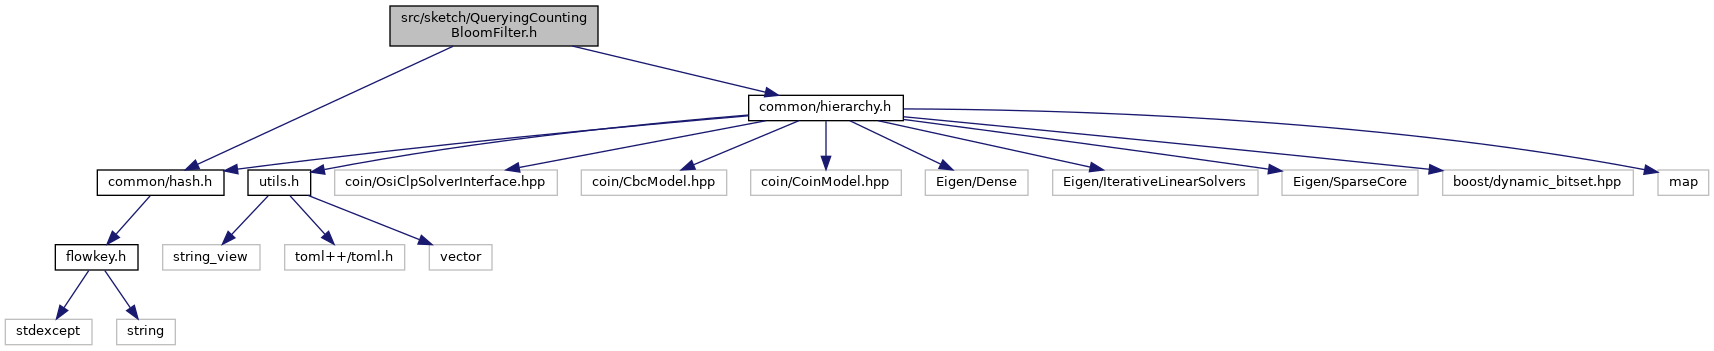 src/sketch/QueryingCounting
BloomFilter.h
common/hierarchy.h
common/hash.h
utils.h
coin/OsiClpSolverInterface.hpp
coin/CbcModel.hpp
coin/CoinModel.hpp
Eigen/Dense
Eigen/IterativeLinearSolvers
Eigen/SparseCore
boost/dynamic_bitset.hpp
map
flowkey.h
string_view
toml++/toml.h
vector
stdexcept
string